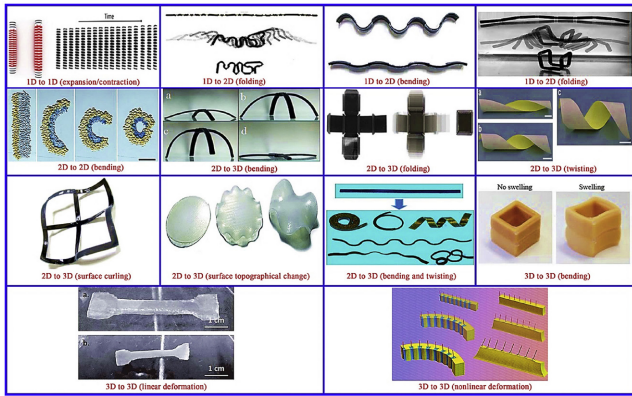 Time
1D to 1D (expansion/contraction)
1D to 2D (folding)
1D to 2D (bending)
1D to 2D (folding)
a
b
c
d
a
b
c
2D to 2D (bending)
2D to 3D (bending)
2D to 3D (folding)
2D to 3D (twisting)
No swelling
Swelling
2D to 3D (surface curling)
2D to 3D (surface topographical change)
2D to 3D (bending and twisting)
3D to 3D (bending)
1 cm
b
1 cm
3D to 3D (linear deformation)
3D to 3D (nonlinear deformation)